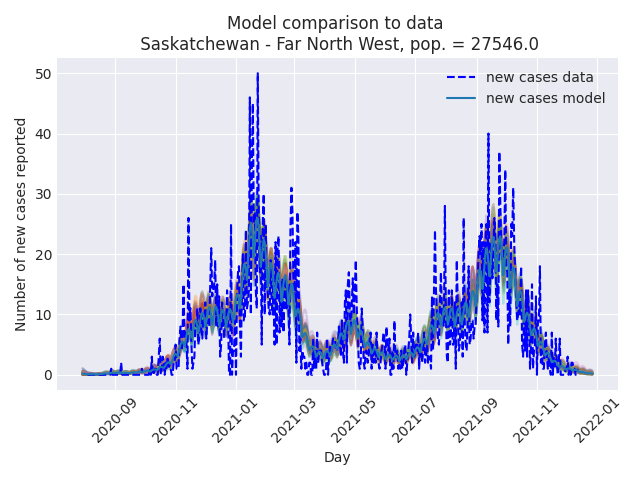 Model comparison to data
Saskatchewan - Far North West, pop. = 27546.0
new cases data
new cases model
Number of new cases reported
50
40
30
20
10
0
2020-09
2020-11
2021-01
2021-03
2021-05
2021-07
2021-09
2021-11
2022-01
Day